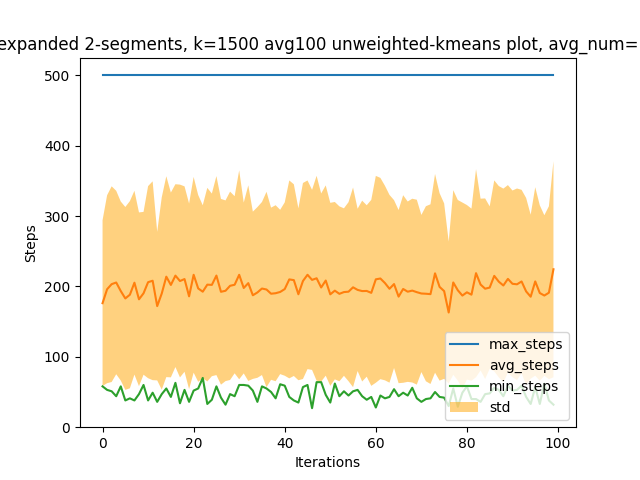 expanded 2-segments, k=1500 avg100 unweighted-kmeans plot, avg_num=
500
400
300
200
100
0
Steps
max_steps
avg_steps
min_steps
std
0 20 40 60 80 100
Iterations